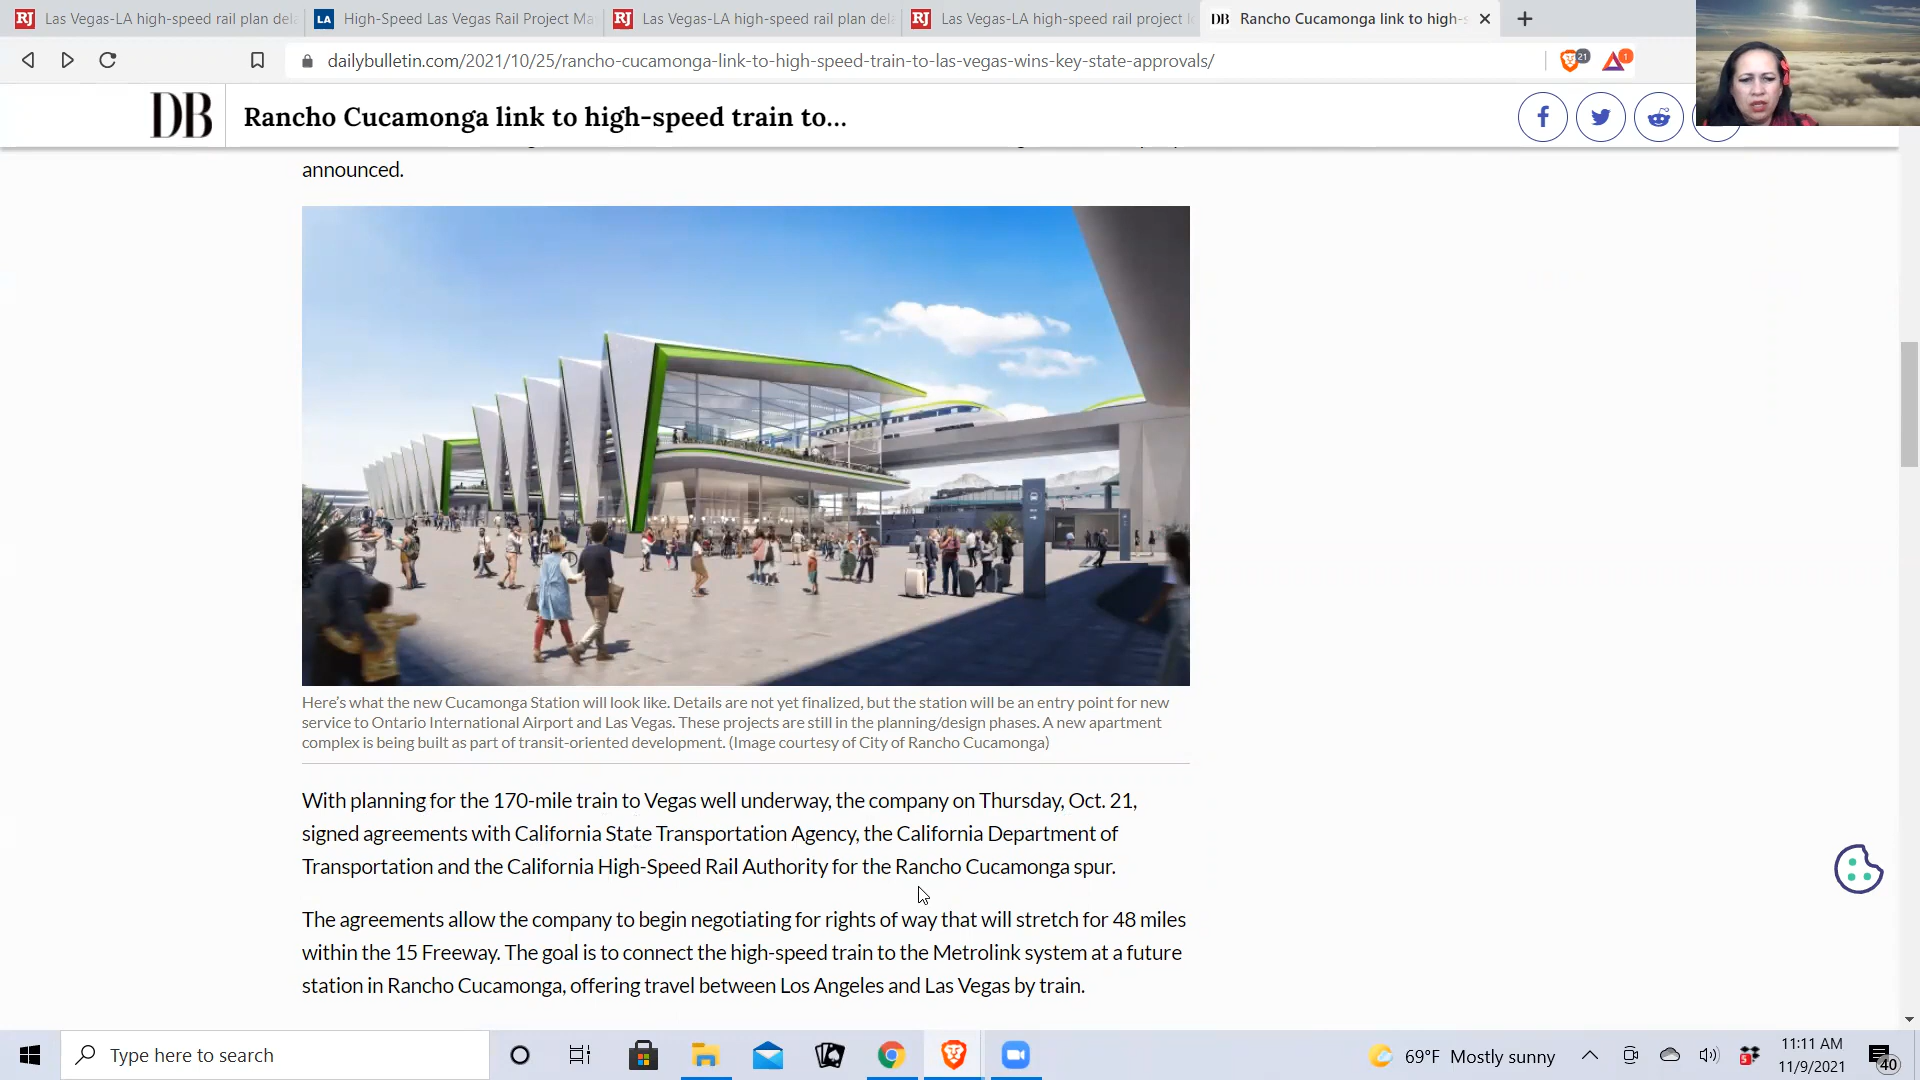 RJ Las Vegas-LA high-speed rail plan del
LA High-Speed Las Vegas Rail Project Ma
RJ Las Vegas-LA high-speed rail plan del
RJ Las Vegas-LA high-speed rail project l
DB Rancho Cucamonga link to high-s
dailybulletin.com/2021/10/25/rancho-cucamonga-link-to-high-speed-train-to-las-vegas-wins-key-state-approvals/
21
1
DB Rancho Cucamonga link to high-speed train to...
announced.
Here's what the new Cucamonga Station will look like. Details are not yet finalized, but the station will be an entry point for new
service to Ontario International Airport and Las Vegas. These projects are still in the planning/design phases. A new apartment
complex is being built as part of transit-oriented development. (Image courtesy of City of Rancho Cucamonga)
With planning for the 170-mile train to Vegas well underway, the company on Thursday, Oct. 21,
signed agreements with California State Transportation Agency, the California Department of
Transportation and the California High-Speed Rail Authority for the Rancho Cucamonga spur.
The agreements allow the company to begin negotiating for rights of way that will stretch for 48 miles
within the 15 Freeway. The goal is to connect the high-speed train to the Metrolink system at a future
station in Rancho Cucamonga, offering travel between Los Angeles and Las Vegas by train.
Type here to search
69°F Mostly sunny
5
11:11 AM
11/9/2021
40